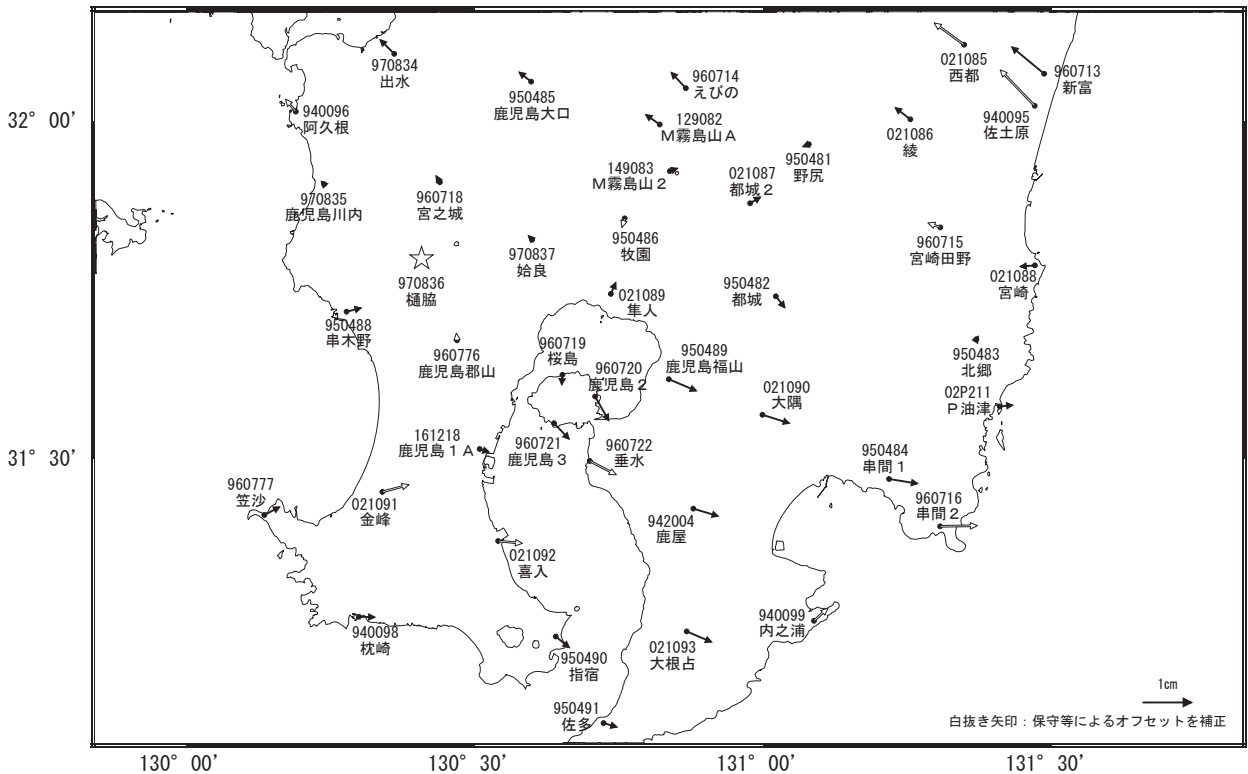 970834
出水
950485
鹿児島大口
960714
えびの
021085
西都
960713
新富
940096
阿久根
32° 00'
129082
Ｍ霧島山Ａ
940095
佐土原
021086
綾
950481
野尻
149083
Ｍ霧島山２
021087
都城２
970835
鹿児島川内
960718
宮之城
950486
牧園
970837
姶良
960715
宮崎田野
970836
樋脇
021088
宮崎
950482
都城
021089
隼人
950488
串木野
960776
鹿児島郡山
960719
桜島
960720
鹿児島２
950489
鹿児島福山
950483
北郷
021090
大隅
02P211
Ｐ油津
161218
鹿児島１Ａ
960721
鹿児島３
960722
垂水
31° 30'
950484
串間１
960777
笠沙
021091
金峰
960716
串間２
942004
鹿屋
021092
喜入
940098
枕崎
940099
内之浦
950490
指宿
021093
大根占
950491
佐多
1cm
白抜き矢印：保守等によるオフセットを補正
130° 00'
130° 30'
131° 00'
131° 30'